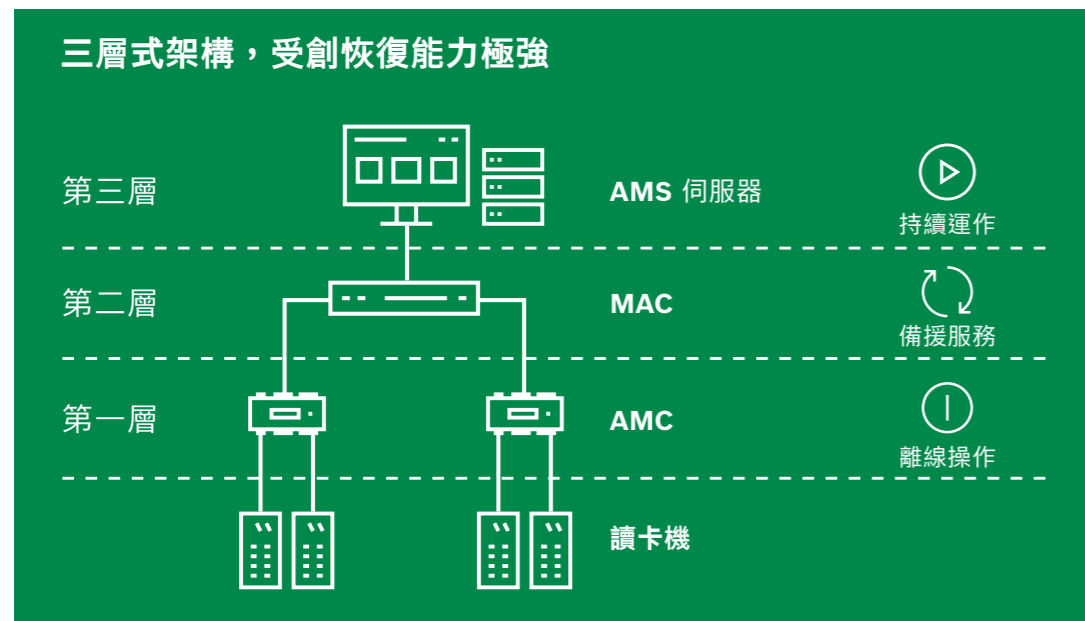 三層式架構，受創恢復能力極強
第三層
AMS 伺服器
持續運作
第二層
MAC
備援服務
第一層
AMC
離線操作
讀卡機